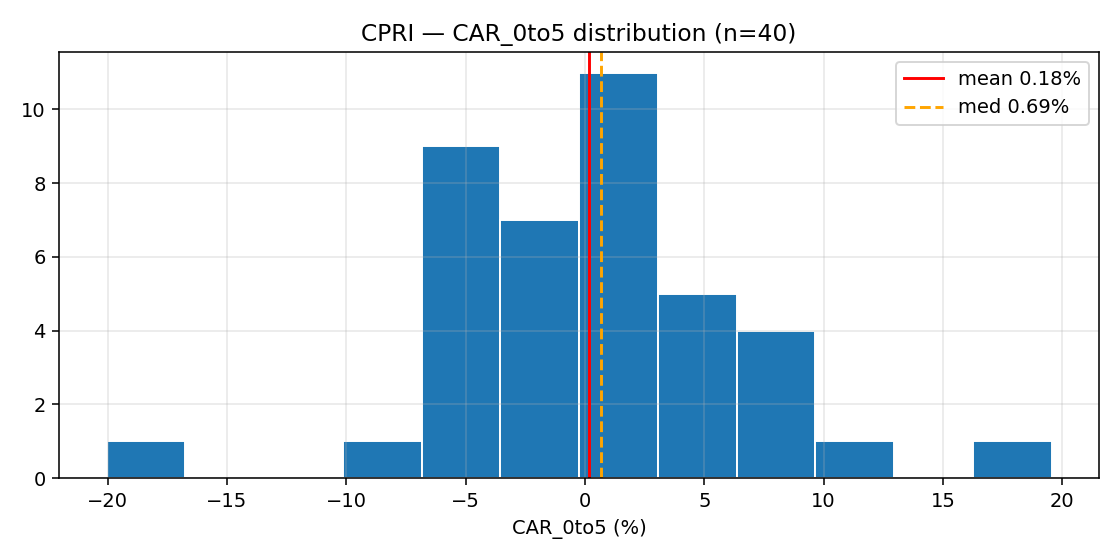 CPRI — CAR_0to5 distribution (n=40)
mean 0.18%
med 0.69%
10
8
6
4
2
0
−20 −15 −10 −5 0 5 10 15 20
CAR_0to5 (%)